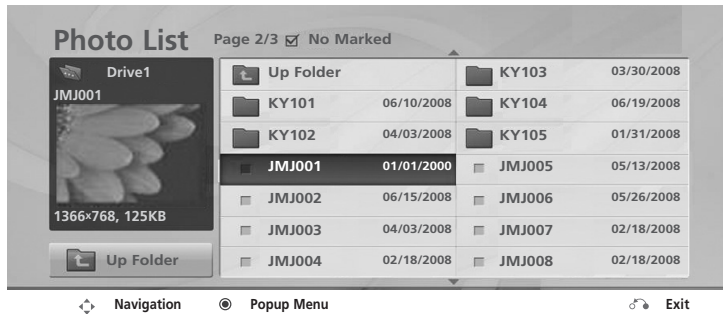 Photo List Page 2/3 No Marked
Drive1
JMJ001
1366×768, 125KB
Up Folder
Up Folder
KY101 06/10/2008
KY102 04/03/2008
JMJ001 01/01/2000
JMJ002 06/15/2008
JMJ003 04/03/2008
JMJ004 02/18/2008
KY103 03/30/2008
KY104 06/19/2008
KY105 01/31/2008
JMJ005 05/13/2008
JMJ006 05/26/2008
JMJ007 02/18/2008
JMJ008 02/18/2008
Navigation Popup Menu Exit